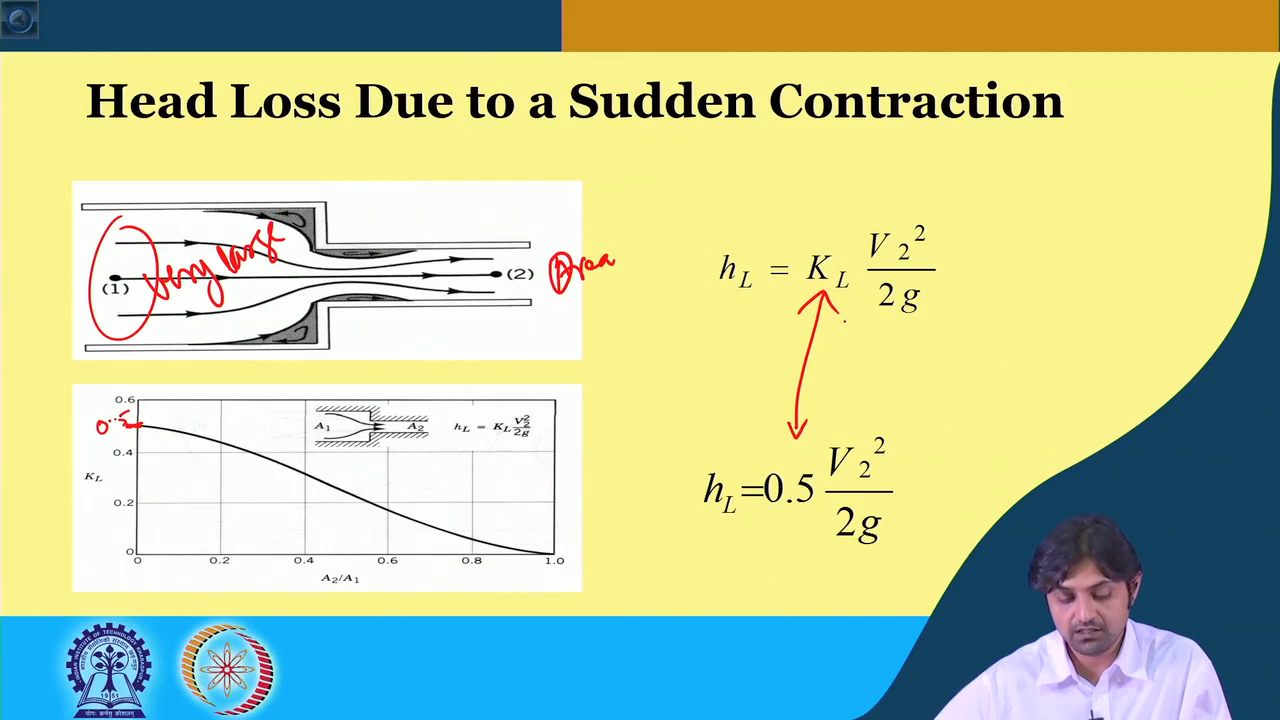 Head Loss Due to a Sudden Contraction
(1)
very large
(2)
Area
h_L = K_L V_2^2 / 2g
0.6
0.5
0.4
K_L
0.2
0
A_1
A_2
h_L = K_L V_2^2 / 2g
0 0.2 0.4 0.6 0.8 1.0
A_2/A_1
h_L=0.5 V_2^2 / 2g
1951